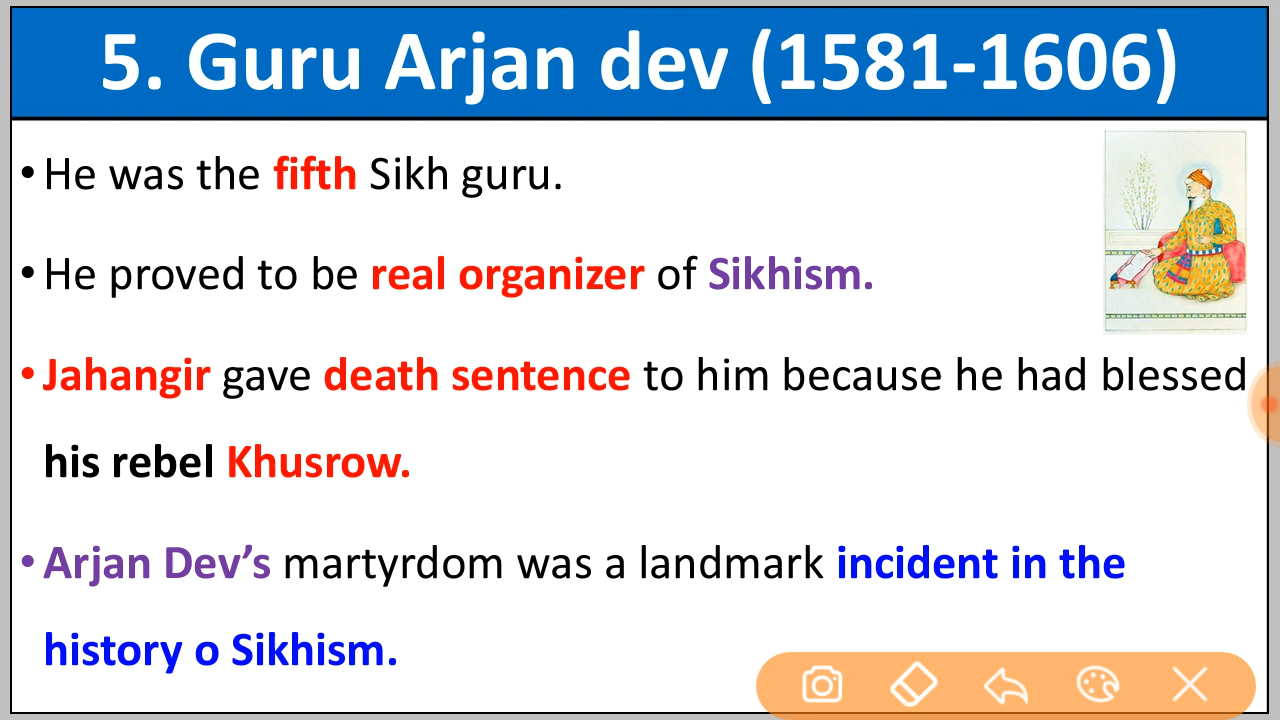 5. Guru Arjan dev (1581-1606)
• He was the fifth Sikh guru.
• He proved to be real organizer of Sikhism.
• Jahangir gave death sentence to him because he had blessed
his rebel Khusrow.
• Arjan Dev’s martyrdom was a landmark incident in the
history o Sikhism.